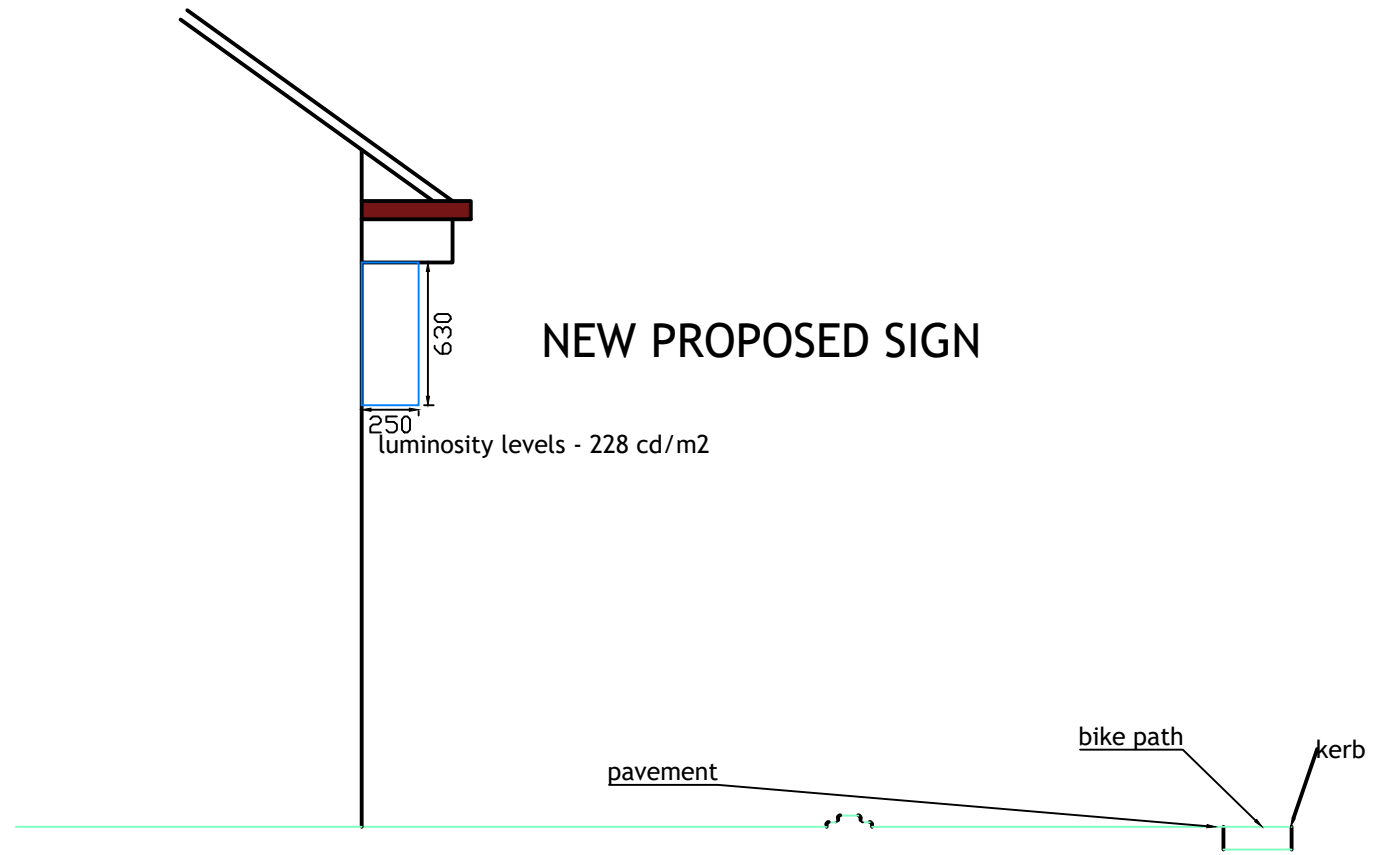 630
NEW PROPOSED SIGN
250
luminosity levels - 228 cd/m2
bike path
kerb
pavement